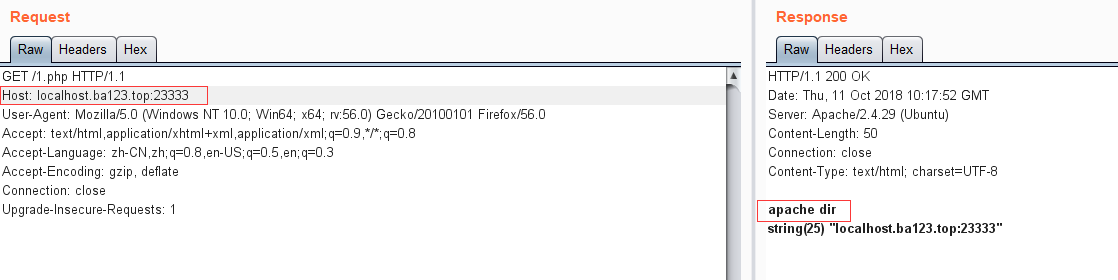 Request
Raw Headers Hex
GET /1.php HTTP/1.1
Host: localhost.ba123.top:23333
User-Agent: Mozilla/5.0 (Windows NT 10.0; Win64; x64; rv:56.0) Gecko/20100101 Firefox/56.0
Accept: text/html,application/xhtml+xml,application/xml;q=0.9,*/*;q=0.8
Accept-Language: zh-CN,zh;q=0.8,en-US;q=0.5,en;q=0.3
Accept-Encoding: gzip, deflate
Connection: close
Upgrade-Insecure-Requests: 1
Response
Raw Headers Hex
HTTP/1.1 200 OK
Date: Thu, 11 Oct 2018 10:17:52 GMT
Server: Apache/2.4.29 (Ubuntu)
Content-Length: 50
Connection: close
Content-Type: text/html; charset=UTF-8
apache dir
string(25) "localhost.ba123.top:23333"